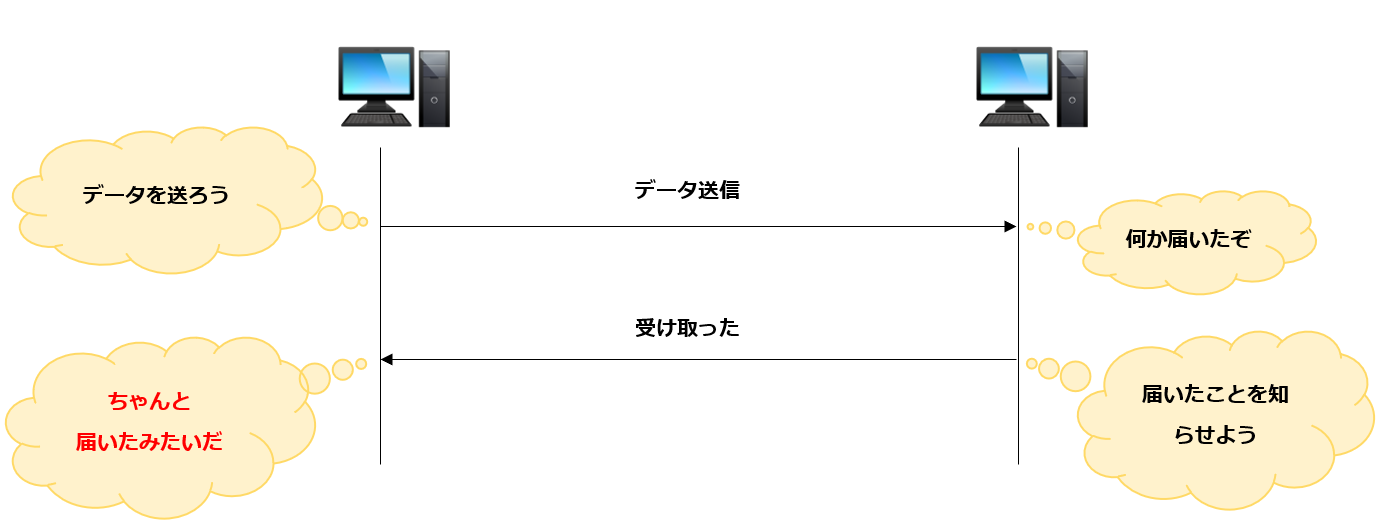 データを送ろう
データ送信
何か届いたぞ
受け取った
ちゃんと
届いたみたいだ
届いたことを知
らせよう